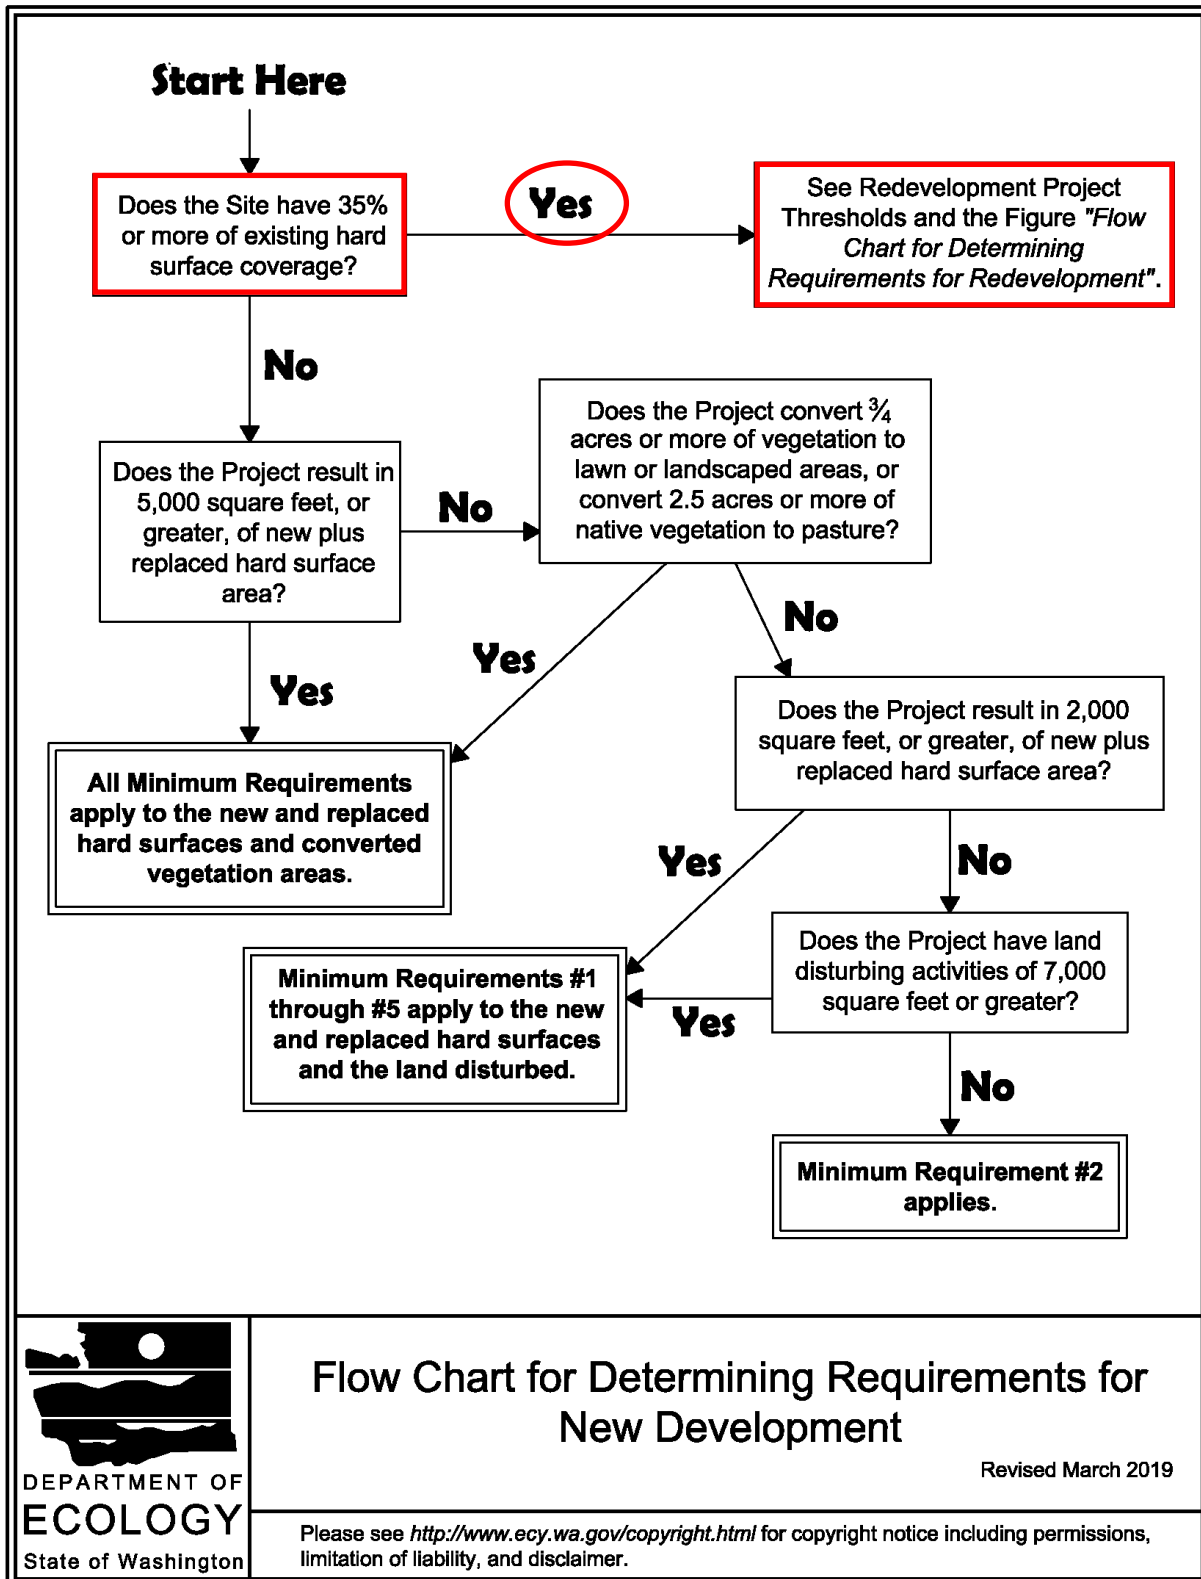 Start Here
Does the Site have 35%
or more of existing hard
surface coverage?
Yes
See Redevelopment Project
Thresholds and the Figure "Flow
Chart for Determining
Requirements for Redevelopment".
No
Does the Project result in
5,000 square feet, or
greater, of new plus
replaced hard surface
area?
No
Does the Project convert ¾
acres or more of vegetation to
lawn or landscaped areas, or
convert 2.5 acres or more of
native vegetation to pasture?
Yes
Yes
No
All Minimum Requirements
apply to the new and replaced
hard surfaces and converted
vegetation areas.
Does the Project result in 2,000
square feet, or greater, of new plus
replaced hard surface area?
Yes
No
Minimum Requirements #1
through #5 apply to the new
and replaced hard surfaces
and the land disturbed.
Yes
Does the Project have land
disturbing activities of 7,000
square feet or greater?
No
Minimum Requirement #2
applies.
DEPARTMENT OF
ECOLOGY
State of Washington
Flow Chart for Determining Requirements for
New Development
Revised March 2019
Please see http://www.ecy.wa.gov/copyright.html for copyright notice including permissions,
limitation of liability, and disclaimer.